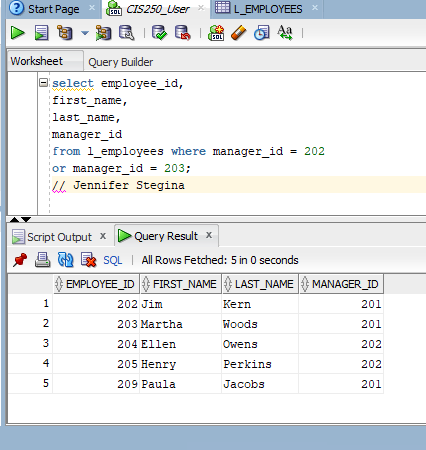 Start Page CIS250_User L_EMPLOYEES
Worksheet Query Builder
select employee_id,
first_name,
last_name,
manager_id
from l_employees where manager_id = 202
or manager_id = 203;
// Jennifer Stegina
Script Output x Query Result x
SQL | All Rows Fetched: 5 in 0 seconds
EMPLOYEE_ID FIRST_NAME LAST_NAME MANAGER_ID
1 202 Jim Kern 201
2 203 Martha Woods 201
3 204 Ellen Owens 202
4 205 Henry Perkins 202
5 209 Paula Jacobs 201